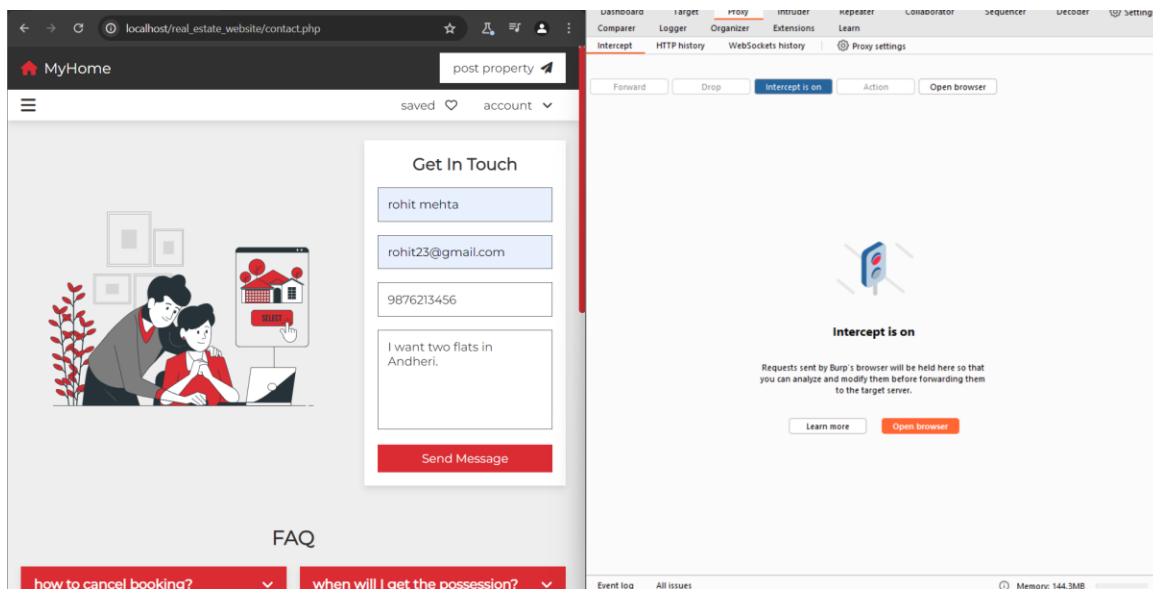 localhost/real_estate_website/contact.php
MyHome
post property
saved
account
Get In Touch
rohit mehta
rohit23@gmail.com
9876213456
I want two flats in
Andheri.
Send Message
SELECT
FAQ
how to cancel booking?
when will I get the possession?
Dashboard Target Proxy Intruder Repeater Collaborator Sequencer Decoder Setting
Comparer Logger Organizer Extensions Learn
Intercept HTTP history WebSockets history Proxy settings
Forward Drop Intercept is on Action Open browser
Intercept is on
Requests sent by Burp's browser will be held here so that
you can analyze and modify them before forwarding them
to the target server.
Learn more Open browser
Event log All issues Memory: 144.3MB